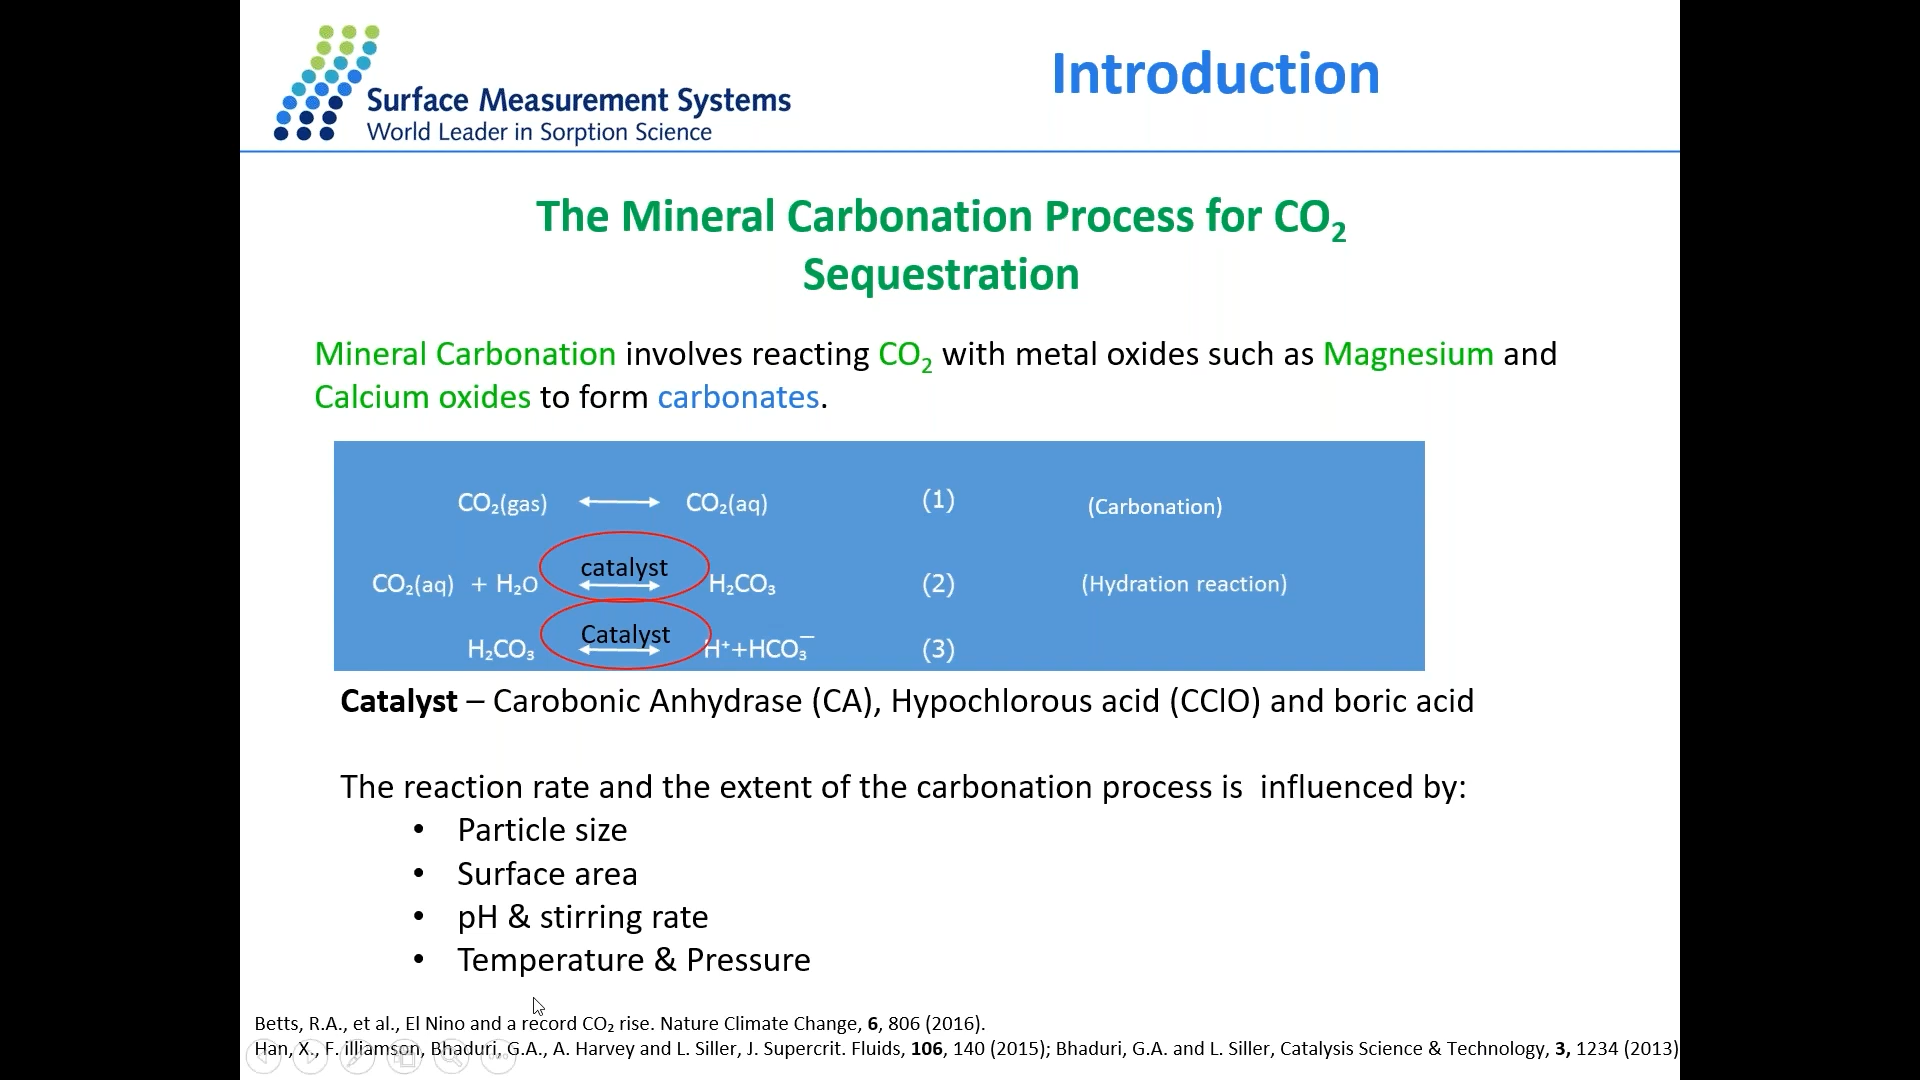 Surface Measurement Systems
World Leader in Sorption Science
Introduction
The Mineral Carbonation Process for CO₂
Sequestration
Mineral Carbonation involves reacting CO₂ with metal oxides such as Magnesium and
Calcium oxides to form carbonates.
CO₂(gas) ⟷ CO₂(aq) (1) (Carbonation)
catalyst
CO₂(aq) + H₂O ⟷ H₂CO₃ (2) (Hydration reaction)
Catalyst
H₂CO₃ ⟷ H⁺+HCO₃⁻ (3)
Catalyst – Carobonic Anhydrase (CA), Hypochlorous acid (CClO) and boric acid
The reaction rate and the extent of the carbonation process is influenced by:
• Particle size
• Surface area
• pH & stirring rate
• Temperature & Pressure
Betts, R.A., et al., El Nino and a record CO₂ rise. Nature Climate Change, 6, 806 (2016).
Han, X., F. illiamson, Bhaduri, G.A., A. Harvey and L. Siller, J. Supercrit. Fluids, 106, 140 (2015); Bhaduri, G.A. and L. Siller, Catalysis Science & Technology, 3, 1234 (2013)